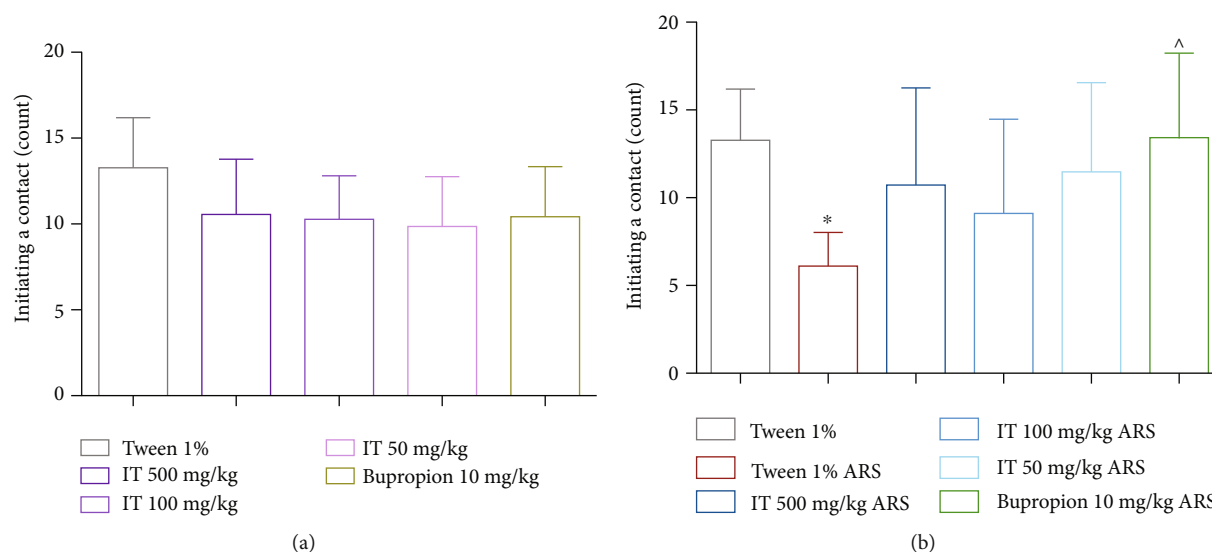 20
15
10
5
0
Initiating a contact (count)
Tween 1%
IT 500 mg/kg
IT 100 mg/kg
IT 50 mg/kg
Bupropion 10 mg/kg
(a)
20
15
10
5
0
Initiating a contact (count)
*
^
Tween 1%
Tween 1% ARS
IT 500 mg/kg ARS
IT 100 mg/kg ARS
IT 50 mg/kg ARS
Bupropion 10 mg/kg ARS
(b)